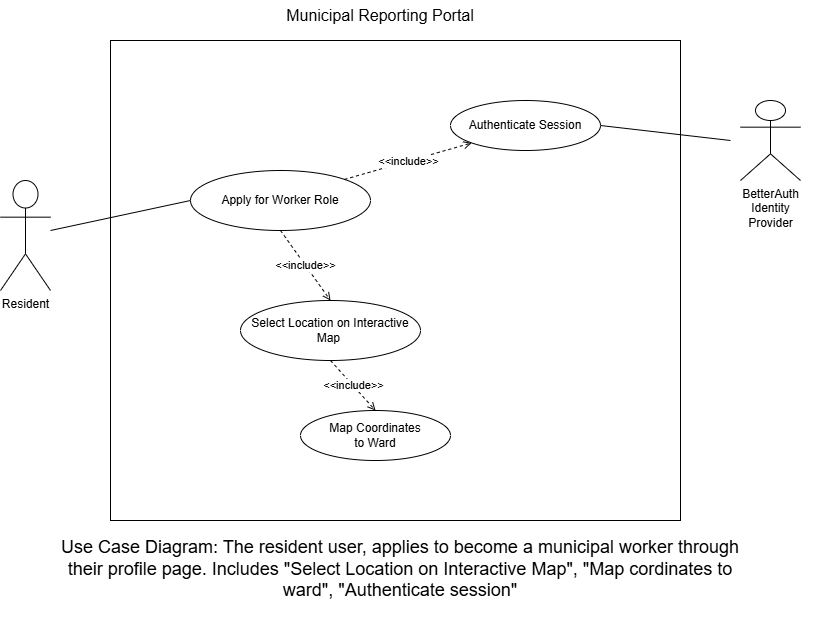 Municipal Reporting Portal
Authenticate Session
<<include>>
Apply for Worker Role
BetterAuth
Identity
Provider
<<include>>
Resident
Select Location on Interactive
Map
<<include>>
Map Coordinates
to Ward
Use Case Diagram: The resident user, applies to become a municipal worker through
their profile page. Includes "Select Location on Interactive Map", "Map cordinates to
ward", "Authenticate session"